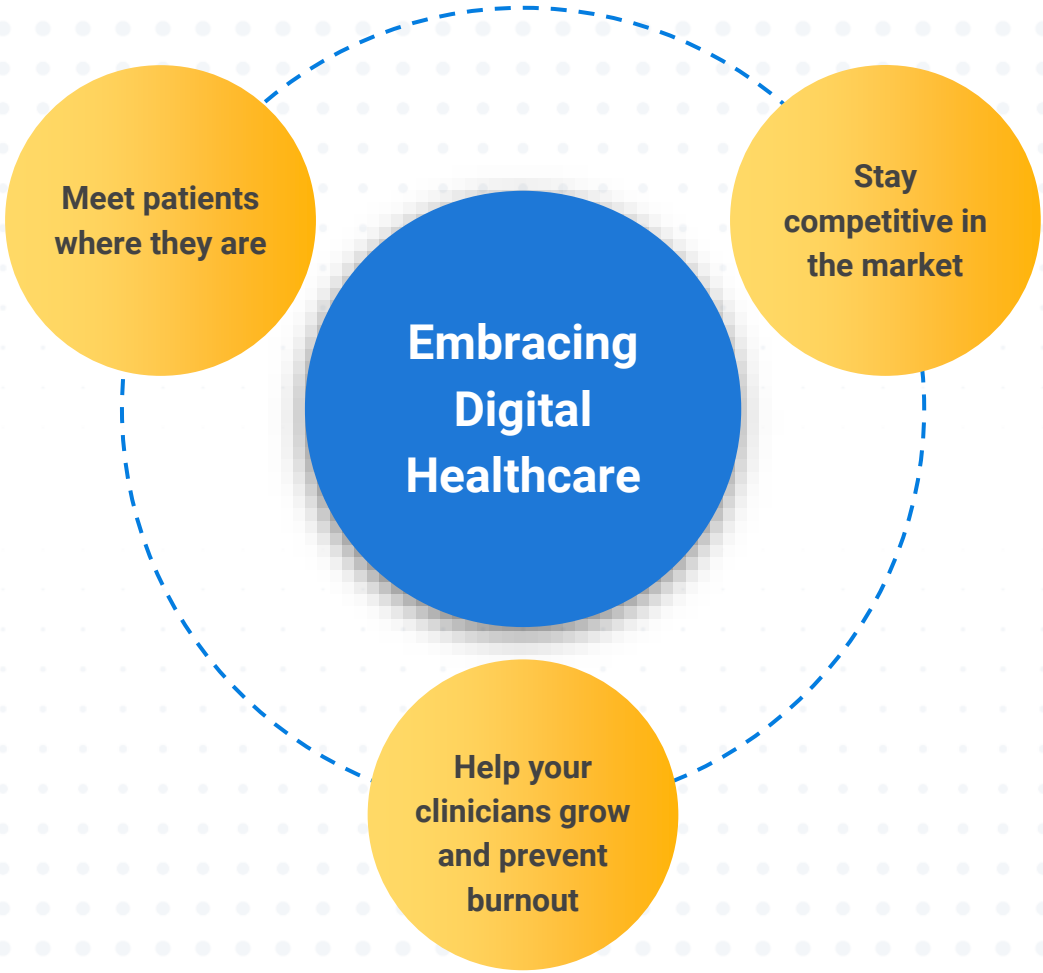 Meet patients
where they are
Stay
competitive in
the market
Embracing
Digital
Healthcare
Help your
clinicians grow
and prevent
burnout